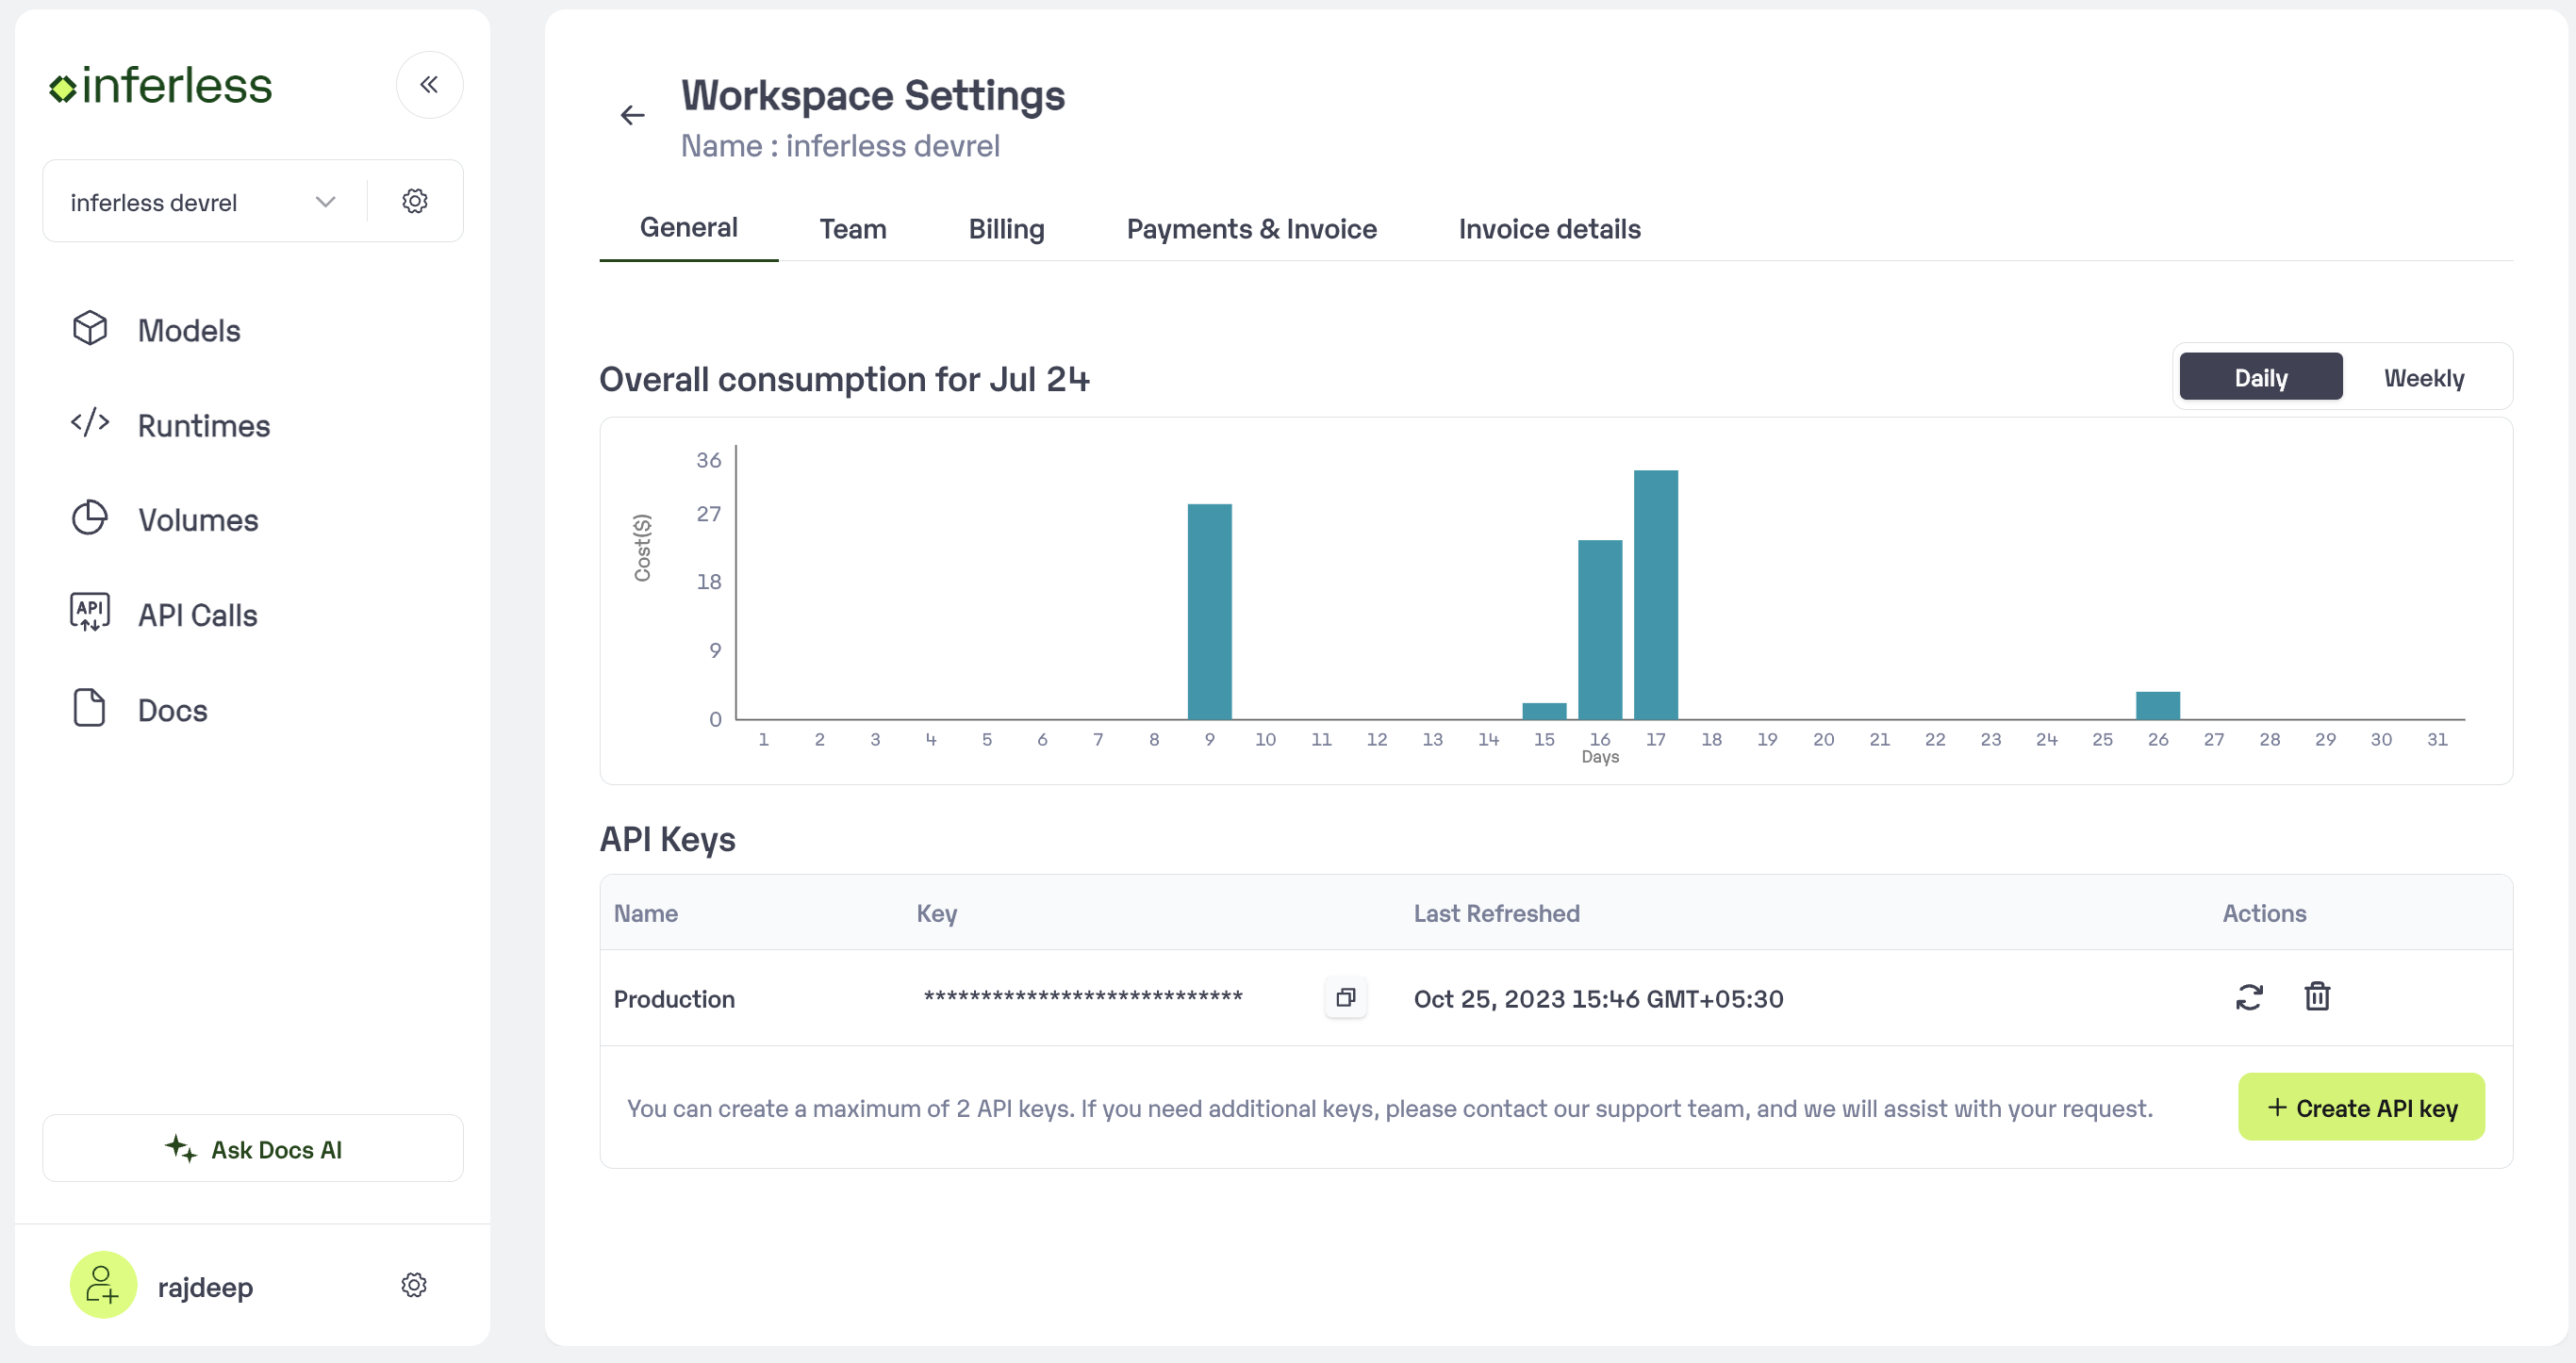 inferless
inferless devrel
Models
Runtimes
Volumes
API
API Calls
Docs
Ask Docs AI
rajdeep
Workspace Settings
Name : inferless devrel
General Team Billing Payments & Invoice Invoice details
Overall consumption for Jul 24
Daily Weekly
Cost($)
36
27
18
9
0
1 2 3 4 5 6 7 8 9 10 11 12 13 14 15 16 17 18 19 20 21 22 23 24 25 26 27 28 29 30 31
Days
API Keys
Name Key Last Refreshed Actions
Production **************************** Oct 25, 2023 15:46 GMT+05:30
You can create a maximum of 2 API keys. If you need additional keys, please contact our support team, and we will assist with your request.
+ Create API key